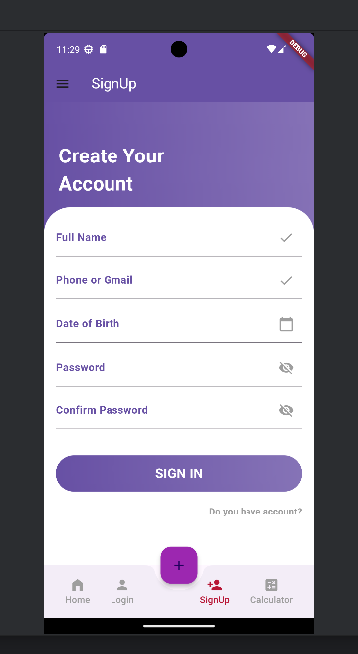 11:29
DEBUG
SignUp
Create Your
Account
Full Name
Phone or Gmail
Date of Birth
Password
Confirm Password
SIGN IN
Do you have account?
Home Login SignUp Calculator